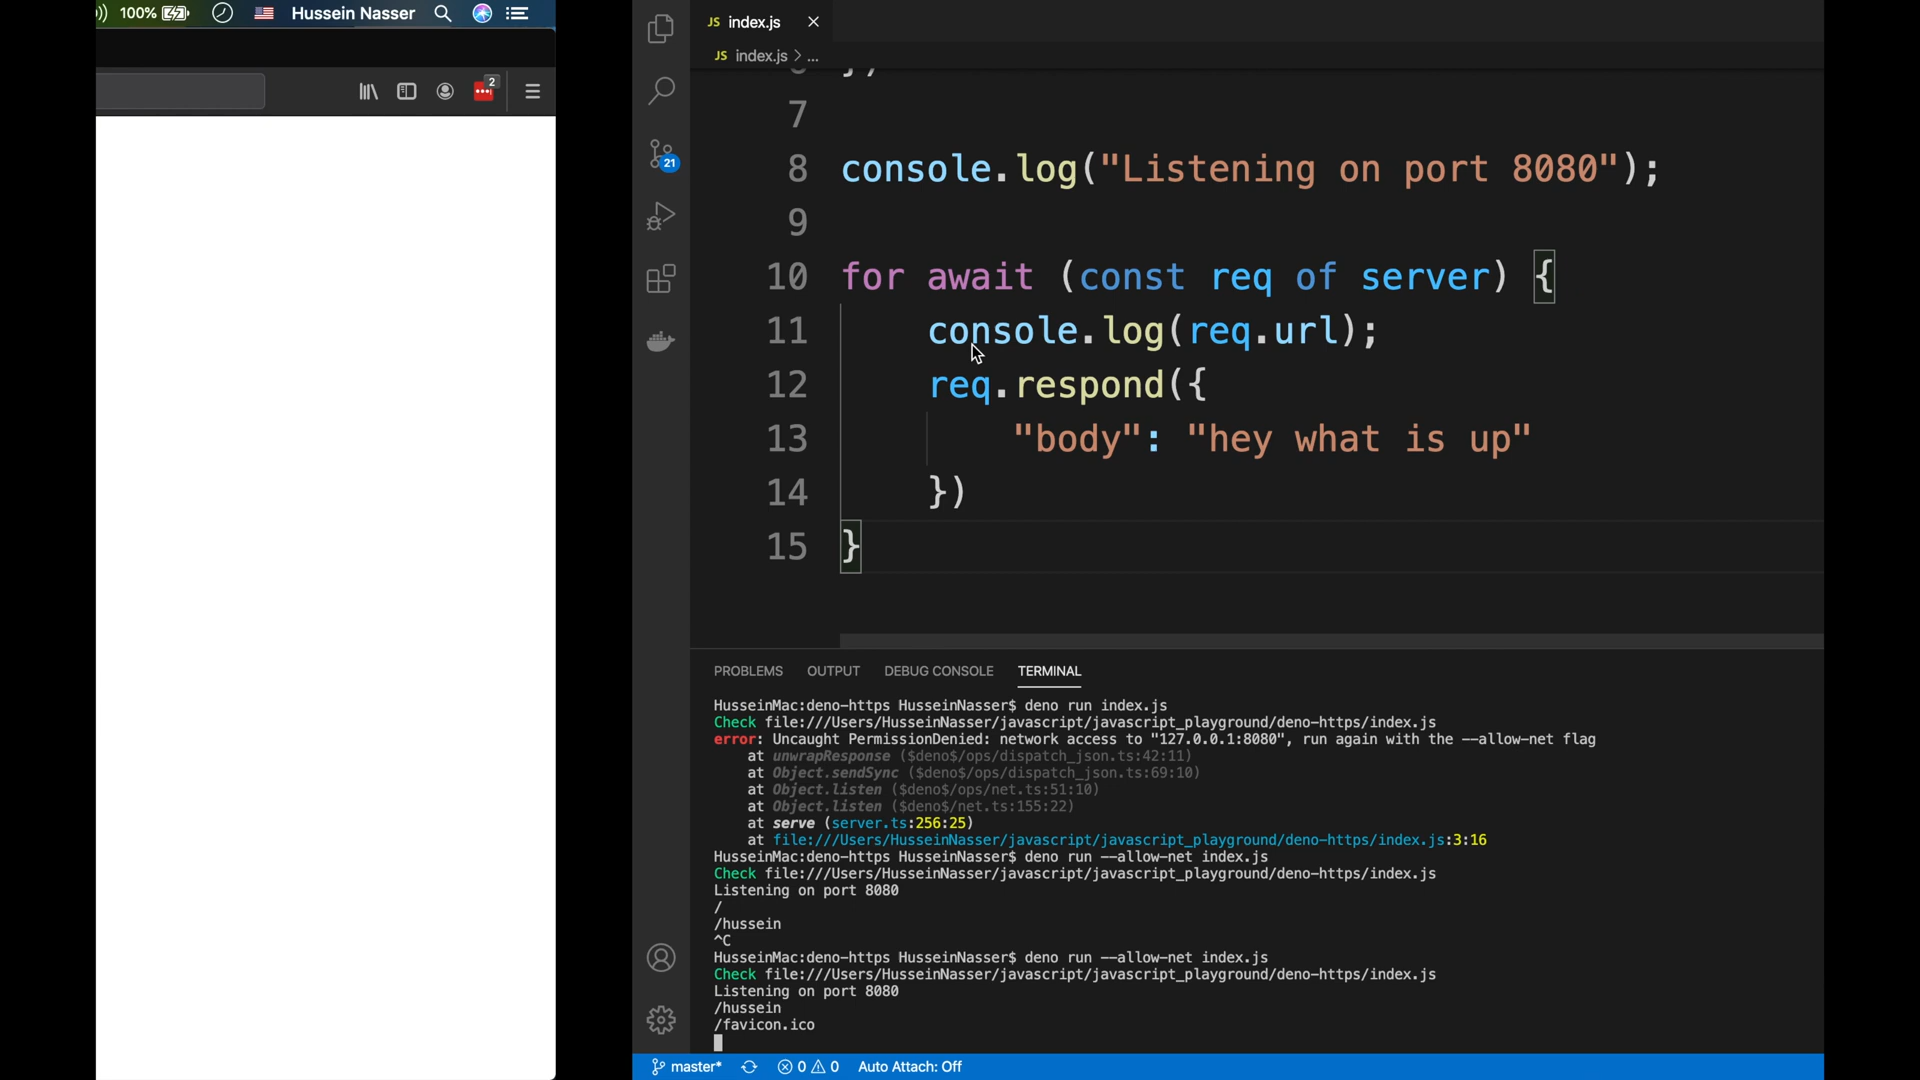 100% Hussein Nasser
2
JS index.js
JS index.js > ...
21
7
8 console.log("Listening on port 8080");
9
10 for await (const req of server) {
11 console.log(req.url);
12 req.respond({
13 "body": "hey what is up"
14 })
15 }
PROBLEMS OUTPUT DEBUG CONSOLE TERMINAL
HusseinMac:deno-https HusseinNasser$ deno run index.js
Check file:///Users/HusseinNasser/javascript/javascript_playground/deno-https/index.js
error: Uncaught PermissionDenied: network access to "127.0.0.1:8080", run again with the --allow-net flag
at unwrapResponse ($deno$/ops/dispatch_json.ts:42:11)
at Object.sendSync ($deno$/ops/dispatch_json.ts:69:10)
at Object.listen ($deno$/ops/net.ts:51:10)
at Object.listen ($deno$/net.ts:155:22)
at serve (server.ts:256:25)
at file:///Users/HusseinNasser/javascript/javascript_playground/deno-https/index.js:3:16
HusseinMac:deno-https HusseinNasser$ deno run --allow-net index.js
Check file:///Users/HusseinNasser/javascript/javascript_playground/deno-https/index.js
Listening on port 8080
/
/hussein
^C
HusseinMac:deno-https HusseinNasser$ deno run --allow-net index.js
Check file:///Users/HusseinNasser/javascript/javascript_playground/deno-https/index.js
Listening on port 8080
/hussein
/favicon.ico
master* 0 0 Auto Attach: Off